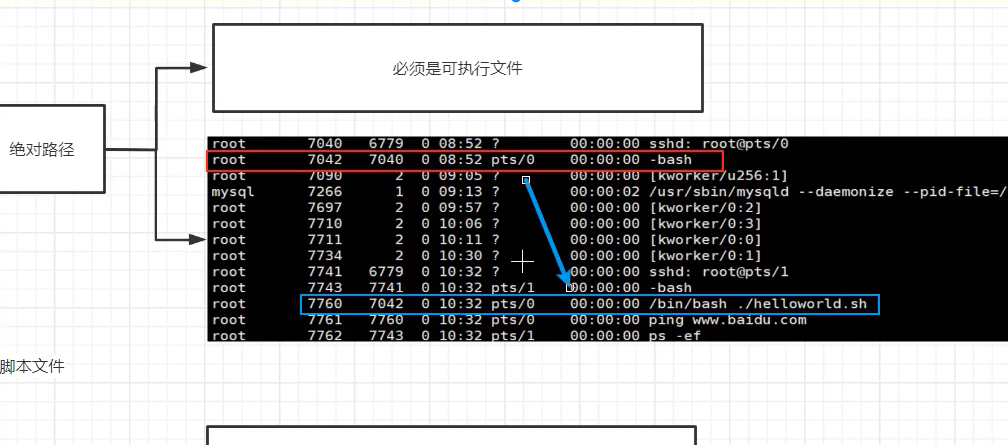 必须是可执行文件
绝对路径
root 7040 6779 0 08:52 ? 00:00:00 sshd: root@pts/0
root 7042 7040 0 08:52 pts/0 00:00:00 -bash
root 7090 2 0 09:05 ? 00:00:00 [kworker/u256:1]
mysql 7266 1 0 09:13 ? 00:00:02 /usr/sbin/mysqld --daemonize --pid-file=/
root 7697 2 0 09:57 ? 00:00:00 [kworker/0:2]
root 7710 2 0 10:06 ? 00:00:00 [kworker/0:3]
root 7711 2 0 10:11 ? 00:00:00 [kworker/0:0]
root 7734 2 0 10:30 ? 00:00:00 [kworker/0:1]
root 7741 6779 0 10:32 ? 00:00:00 sshd: root@pts/1
root 7743 7741 0 10:32 pts/1 00:00:00 -bash
root 7760 7042 0 10:32 pts/0 00:00:00 /bin/bash ./helloworld.sh
root 7761 7760 0 10:32 pts/0 00:00:00 ping www.baidu.com
root 7762 7743 0 10:32 pts/1 00:00:00 ps -ef
脚本文件